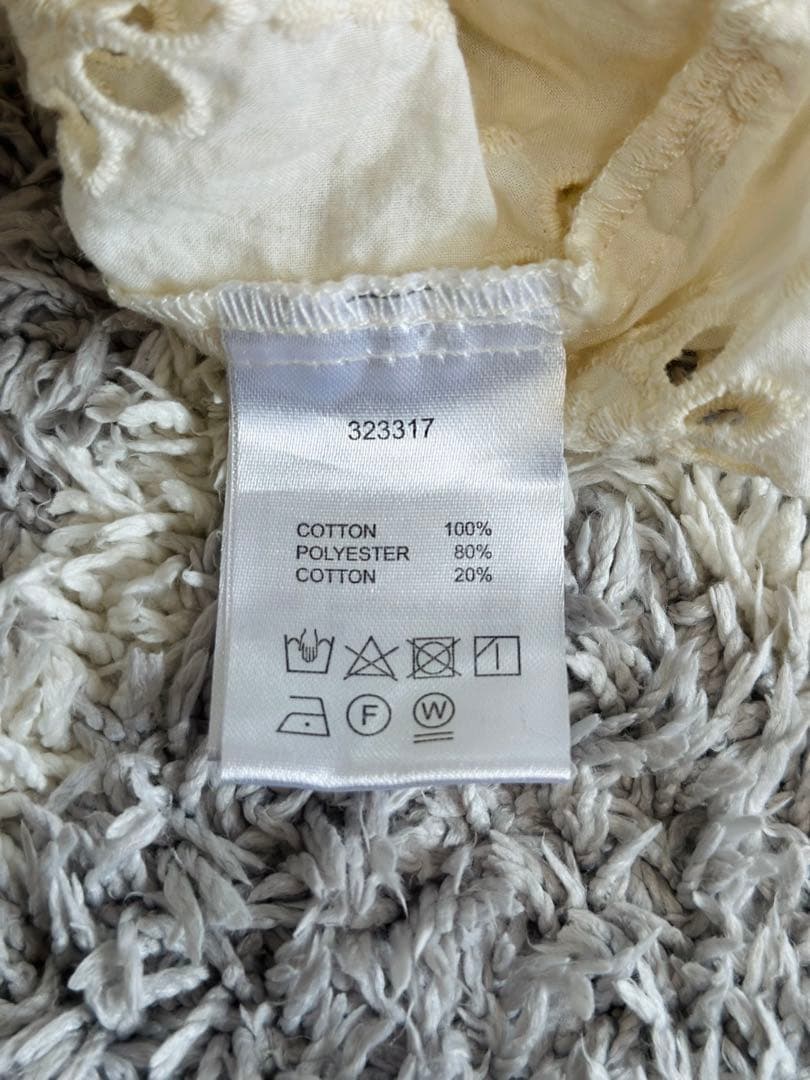 323317
COTTON 100%
POLYESTER 80%
COTTON 20%
F W